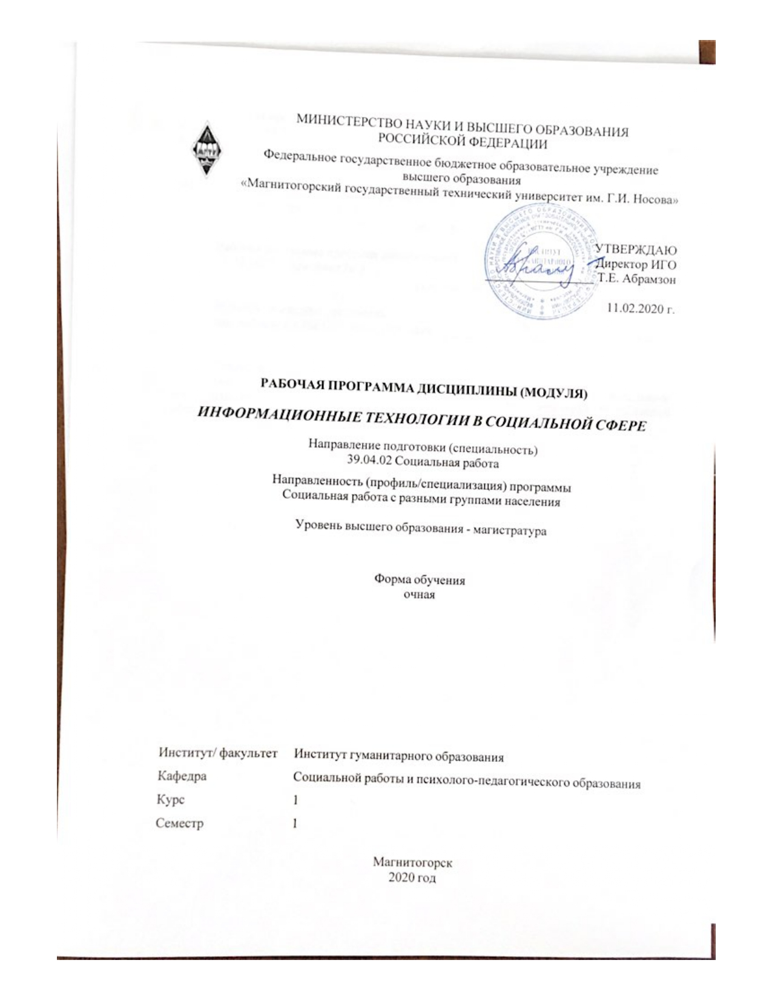 МИНИСТЕРСТВО НАУКИ И ВЫСШЕГО ОБРАЗОВАНИЯ
РОССИЙСКОЙ ФЕДЕРАЦИИ
Федеральное государственное бюджетное образовательное учреждение
высшего образования
«Магнитогорский государственный технический университет им. Г.И. Носова»
УТВЕРЖДАЮ
Директор ИГО
Т.Е. Абрамзон
11.02.2020 г.
РАБОЧАЯ ПРОГРАММА ДИСЦИПЛИНЫ (МОДУЛЯ)
ИНФОРМАЦИОННЫЕ ТЕХНОЛОГИИ В СОЦИАЛЬНОЙ СФЕРЕ
Направление подготовки (специальность)
39.04.02 Социальная работа
Направленность (профиль/специализация) программы
Социальная работа с разными группами населения
Уровень высшего образования - магистратура
Форма обучения
очная
Институт/ факультет Институт гуманитарного образования
Кафедра Социальной работы и психолого-педагогического образования
Курс 1
Семестр 1
Магнитогорск
2020 год